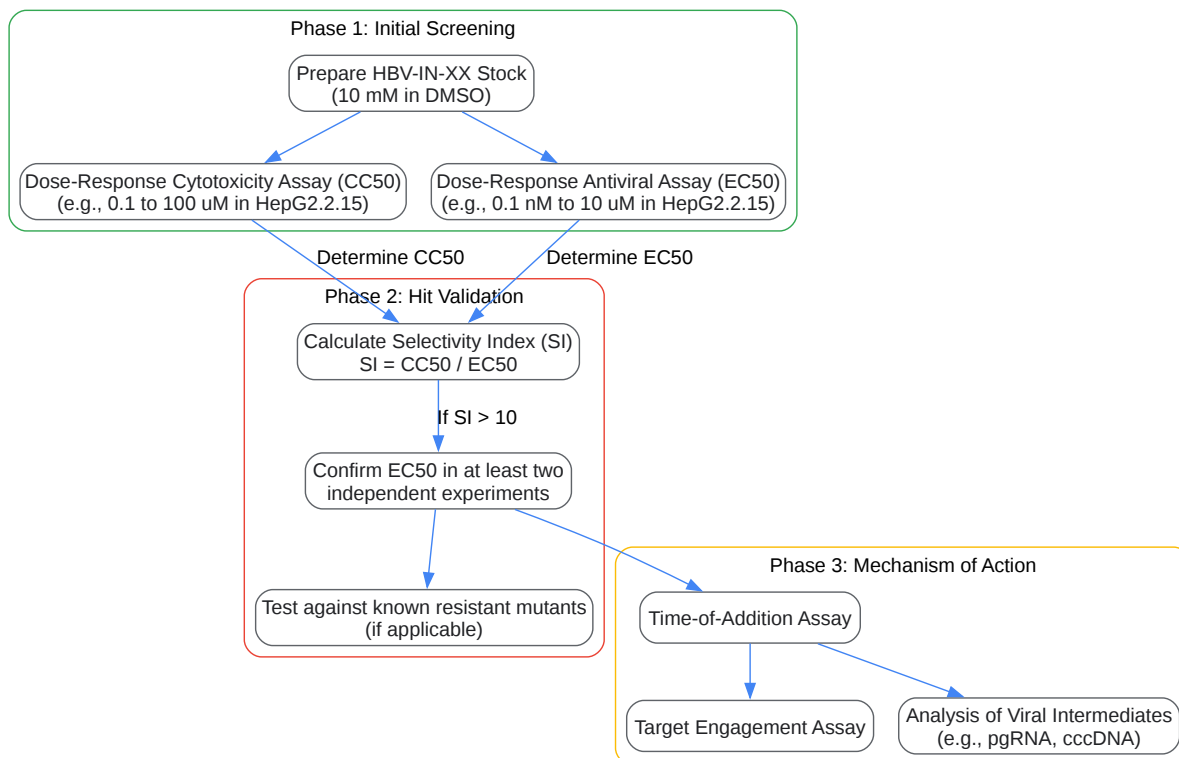 Phase 1: Initial Screening
Prepare HBV-IN-XX Stock
(10 mM in DMSO)
Dose-Response Cytotoxicity Assay (CC50)
(e.g., 0.1 to 100 uM in HepG2.2.15)
Dose-Response Antiviral Assay (EC50)
(e.g., 0.1 nM to 10 uM in HepG2.2.15)
Determine CC50
Determine EC50
Phase 2: Hit Validation
Calculate Selectivity Index (SI)
SI = CC50 / EC50
If SI > 10
Confirm EC50 in at least two
independent experiments
Test against known resistant mutants
(if applicable)
Phase 3: Mechanism of Action
Time-of-Addition Assay
Target Engagement Assay
Analysis of Viral Intermediates
(e.g., pgRNA, cccDNA)